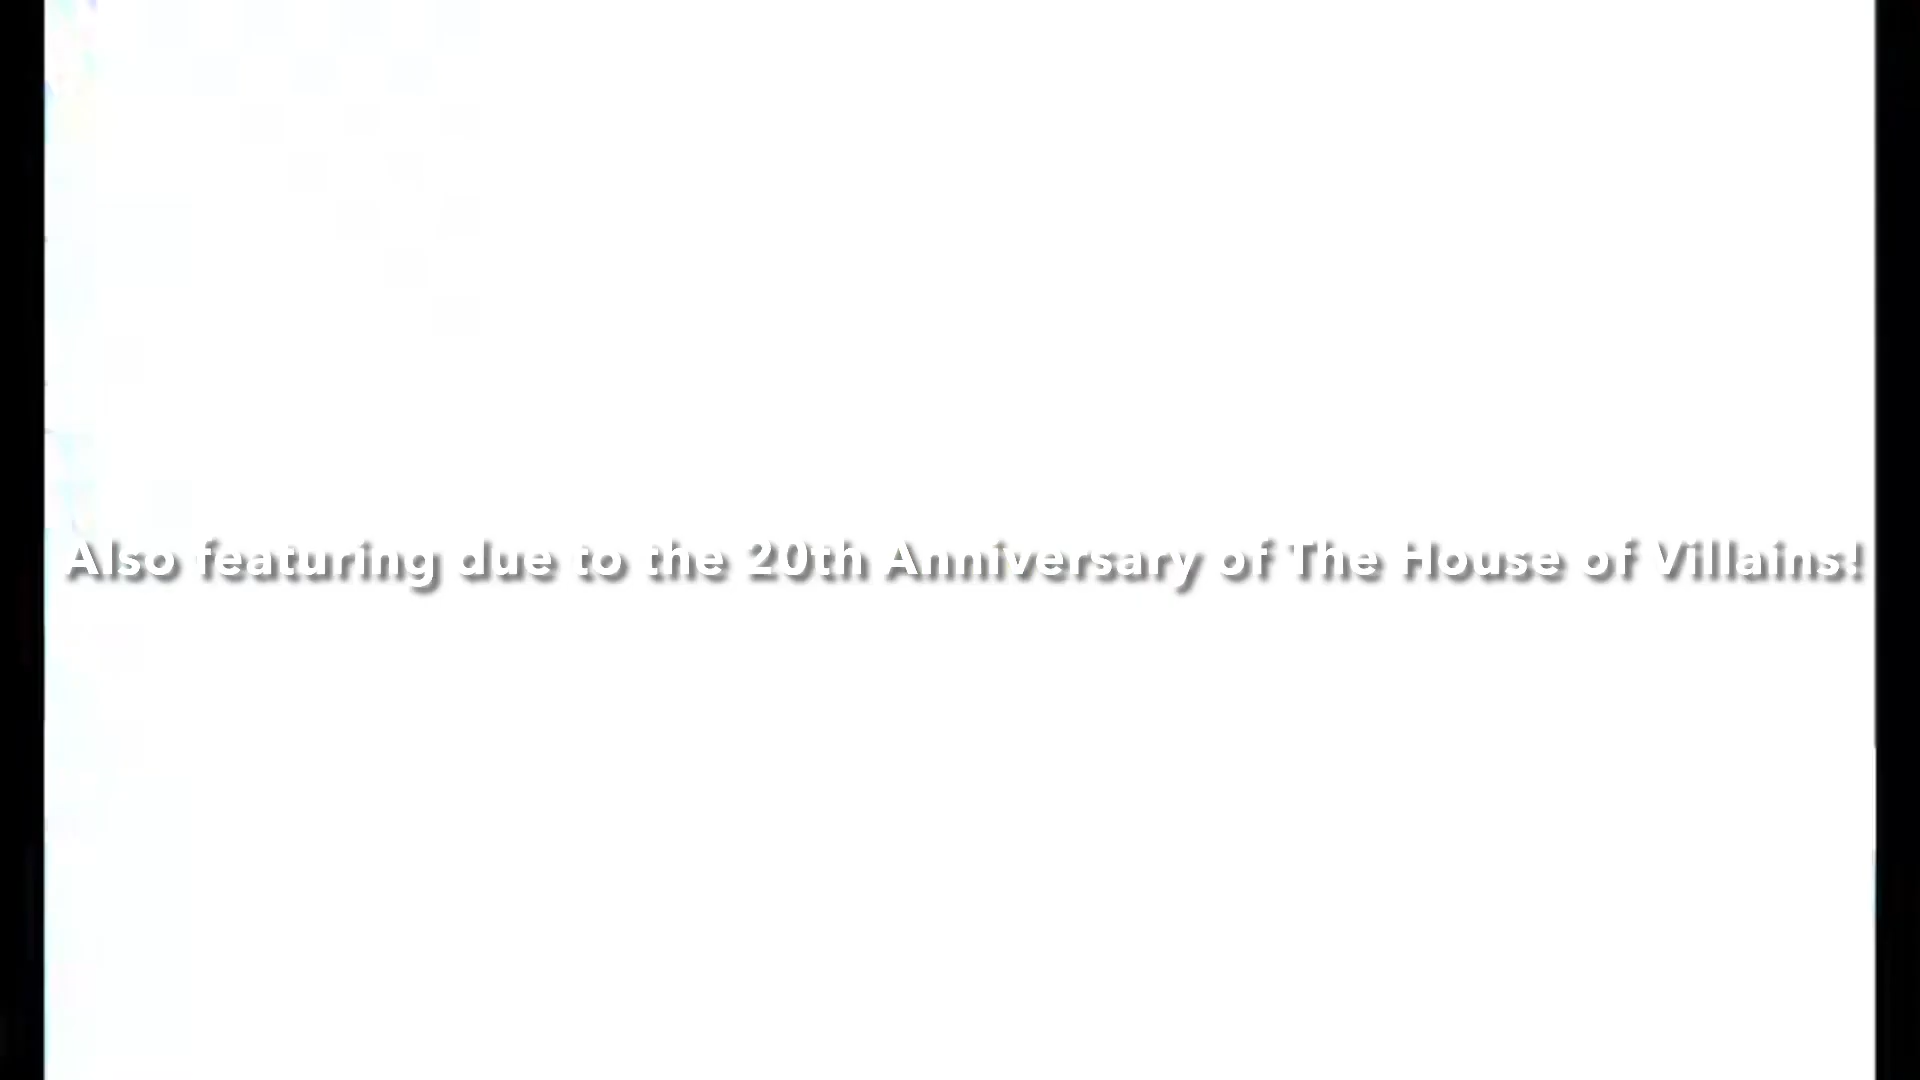 Also featuring due to the 20th Anniversary of The House of Villains!